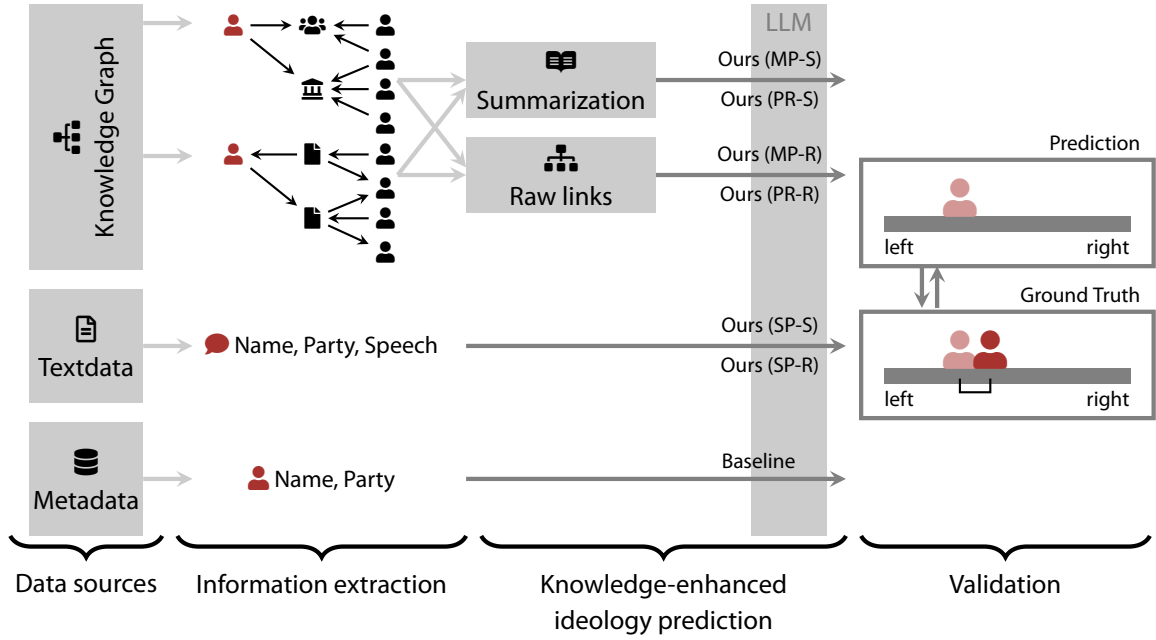 LLM
Knowledge Graph
Summarization
Ours (MP-S)
Ours (PR-S)
Raw links
Ours (MP-R)
Ours (PR-R)
Prediction
left
right
Ground Truth
left
right
Textdata
Name, Party, Speech
Ours (SP-S)
Ours (SP-R)
Metadata
Name, Party
Baseline
Data sources
Information extraction
Knowledge-enhanced
ideology prediction
Validation